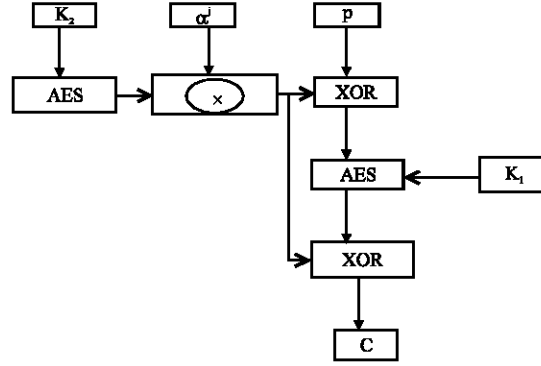 K₂ αʲ p
AES × XOR
AES K₁
XOR
C